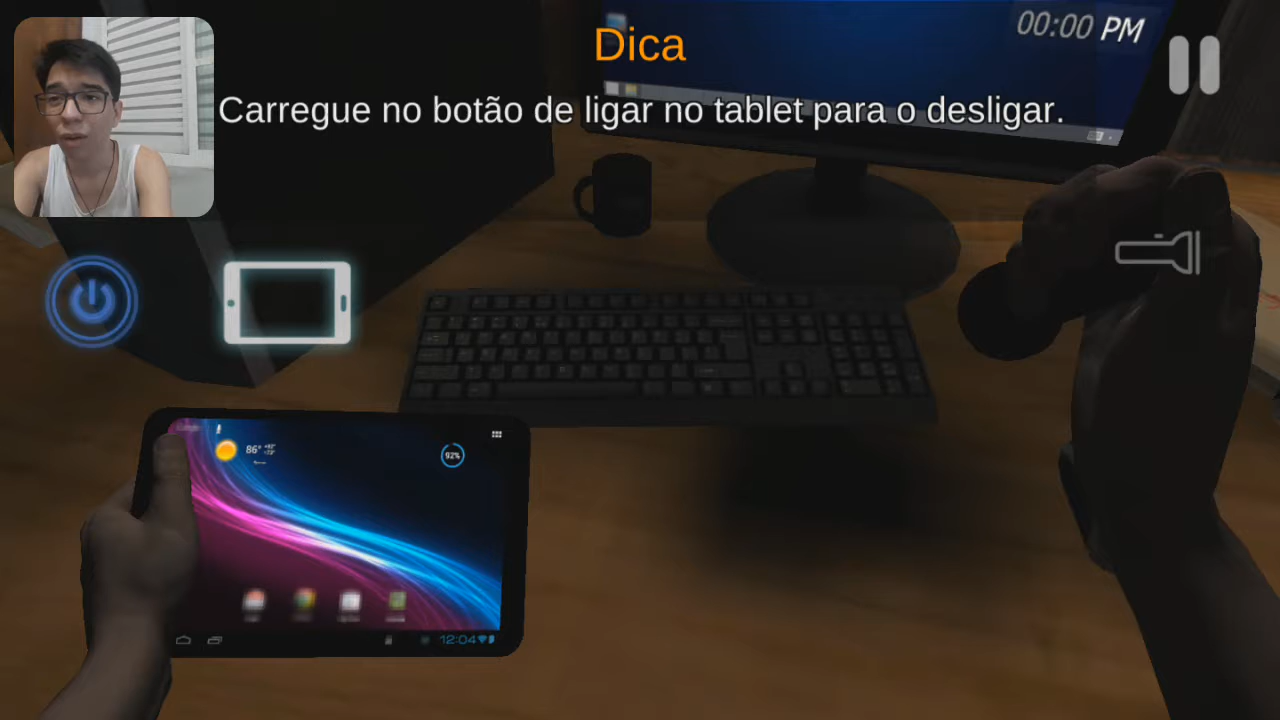 Dica
00:00 PM
Carregue no botão de ligar no tablet para o desligar.
86°
92%
12:04